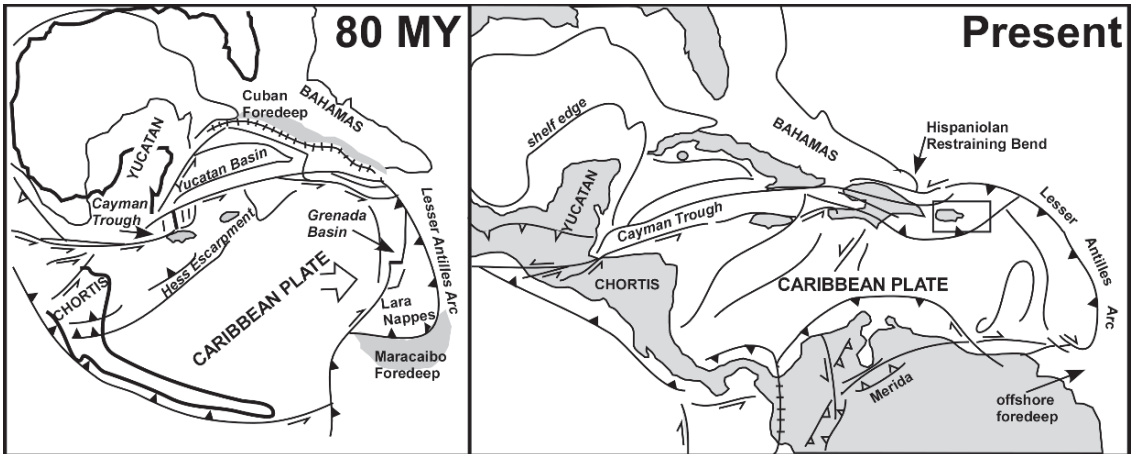 80 MY
Cuban
Foredeep
BAHAMAS
YUCATAN
Yucatan Basin
Cayman
Trough
Hess Escarpment
Grenada
Basin
Lesser Antilles Arc
CHORTIS
CARIBBEAN PLATE
Lara
Nappes
Maracaibo
Foredeep
Present
shelf edge
BAHAMAS
Hispaniolan
Restraining Bend
YUCATAN
Cayman Trough
Lesser
Antilles
Arc
CHORTIS
CARIBBEAN PLATE
Merida
offshore
foredeep